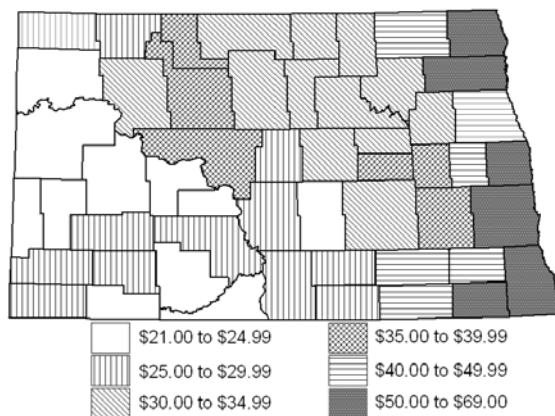 $21.00 to $24.99
$35.00 to $39.99
$25.00 to $29.99
$40.00 to $49.99
$30.00 to $34.99
$50.00 to $69.00